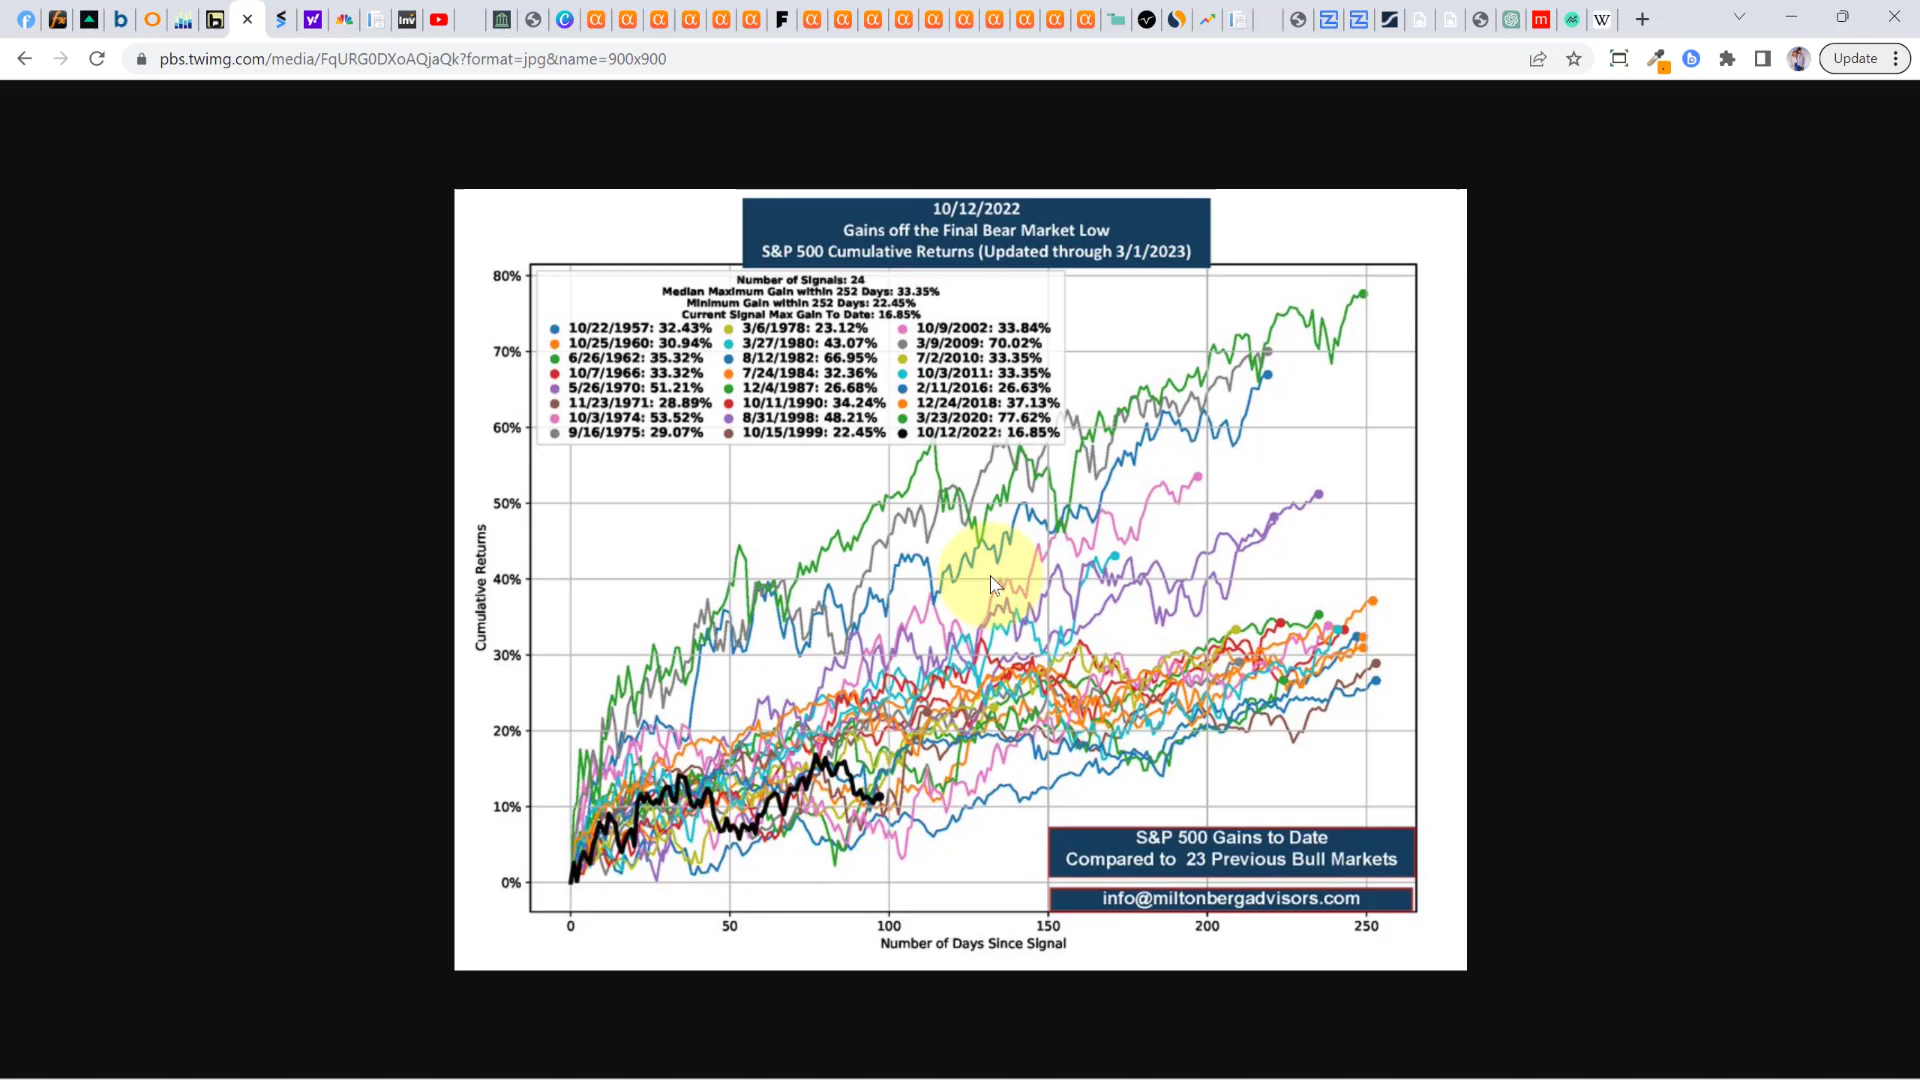 pbs.twimg.com/media/FqURG0DXoAQjaQk?format=jpg&name=900x900
Update
10/12/2022
Gains off the Final Bear Market Low
S&P 500 Cumulative Returns (Updated through 3/1/2023)
Number of Signals: 24
Median Maximum Gain within 252 Days: 33.35%
Minimum Gain within 252 Days: 22.45%
Current Signal Max Gain To Date: 16.85%
10/22/1957: 32.43% 3/6/1978: 23.12% 10/9/2002: 33.84%
10/25/1960: 30.94% 3/27/1980: 43.07% 3/9/2009: 70.02%
6/26/1962: 35.32% 8/12/1982: 66.95% 7/2/2010: 33.35%
10/7/1966: 33.32% 7/24/1984: 32.36% 10/3/2011: 33.35%
5/26/1970: 51.21% 12/4/1987: 26.68% 2/11/2016: 26.63%
11/23/1971: 28.89% 10/11/1990: 34.24% 12/24/2018: 37.13%
10/3/1974: 53.52% 8/31/1998: 48.21% 3/23/2020: 77.62%
9/16/1975: 29.07% 10/15/1999: 22.45% 10/12/2022: 16.85%
80%
70%
60%
50%
40%
30%
20%
10%
0%
Cumulative Returns
S&P 500 Gains to Date
Compared to 23 Previous Bull Markets
info@miltonbergadvisors.com
0 50 100 150 200 250
Number of Days Since Signal